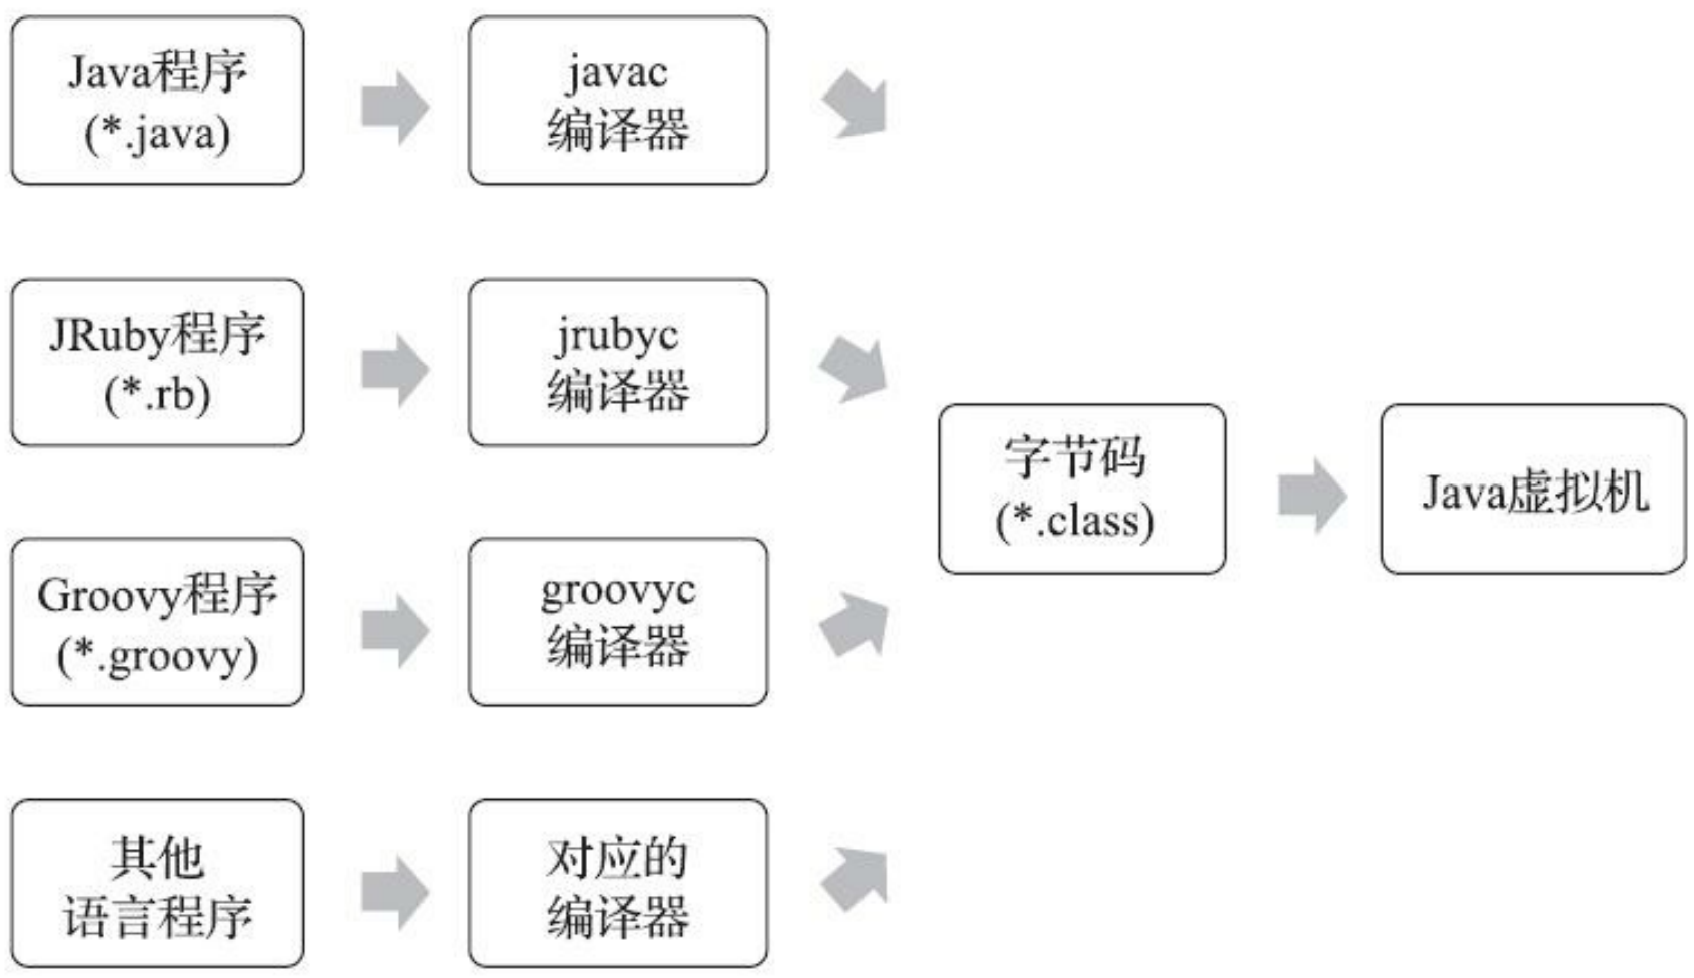 Java程序
(*.java)
javac
编译器
JRuby程序
(*.rb)
jrubyc
编译器
字节码
(*.class)
Java虚拟机
Groovy程序
(*.groovy)
groovyc
编译器
其他
语言程序
对应的
编译器